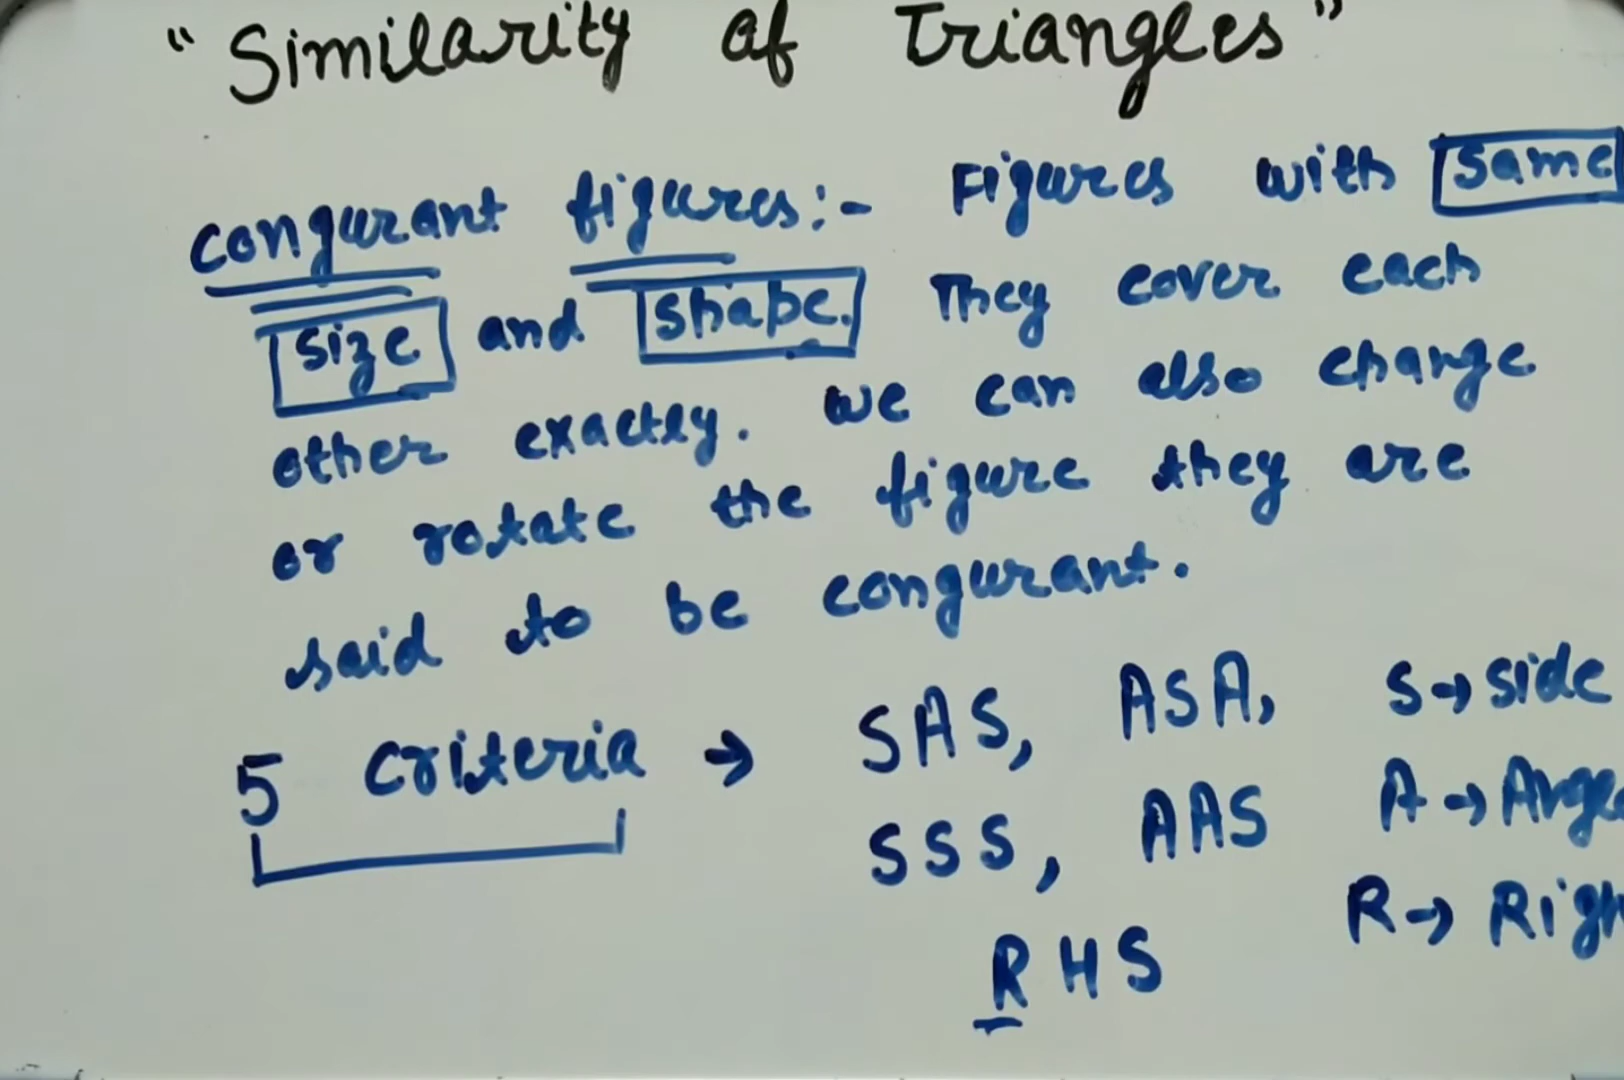 "Similarity of Triangles"
congurant figures:- Figures with same
size and shape. They cover each
other exactly. we can also change
or rotate the figure they are
said to be congurant.
5 criteria → SAS, ASA, S→ side
SSS, AAS A→
RHS R→